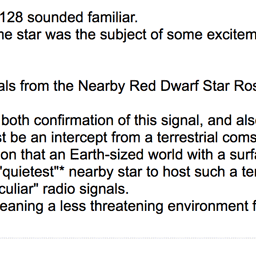 128 sounded familiar.
ne star was the subject of some excitem
als from the Nearby Red Dwarf Star Ros
both confirmation of this signal, and als
st be an intercept from a terrestrial coms
on that an Earth-sized world with a surf
"quietest"* nearby star to host such a ter
culiar" radio signals.
eaning a less threatening environment f